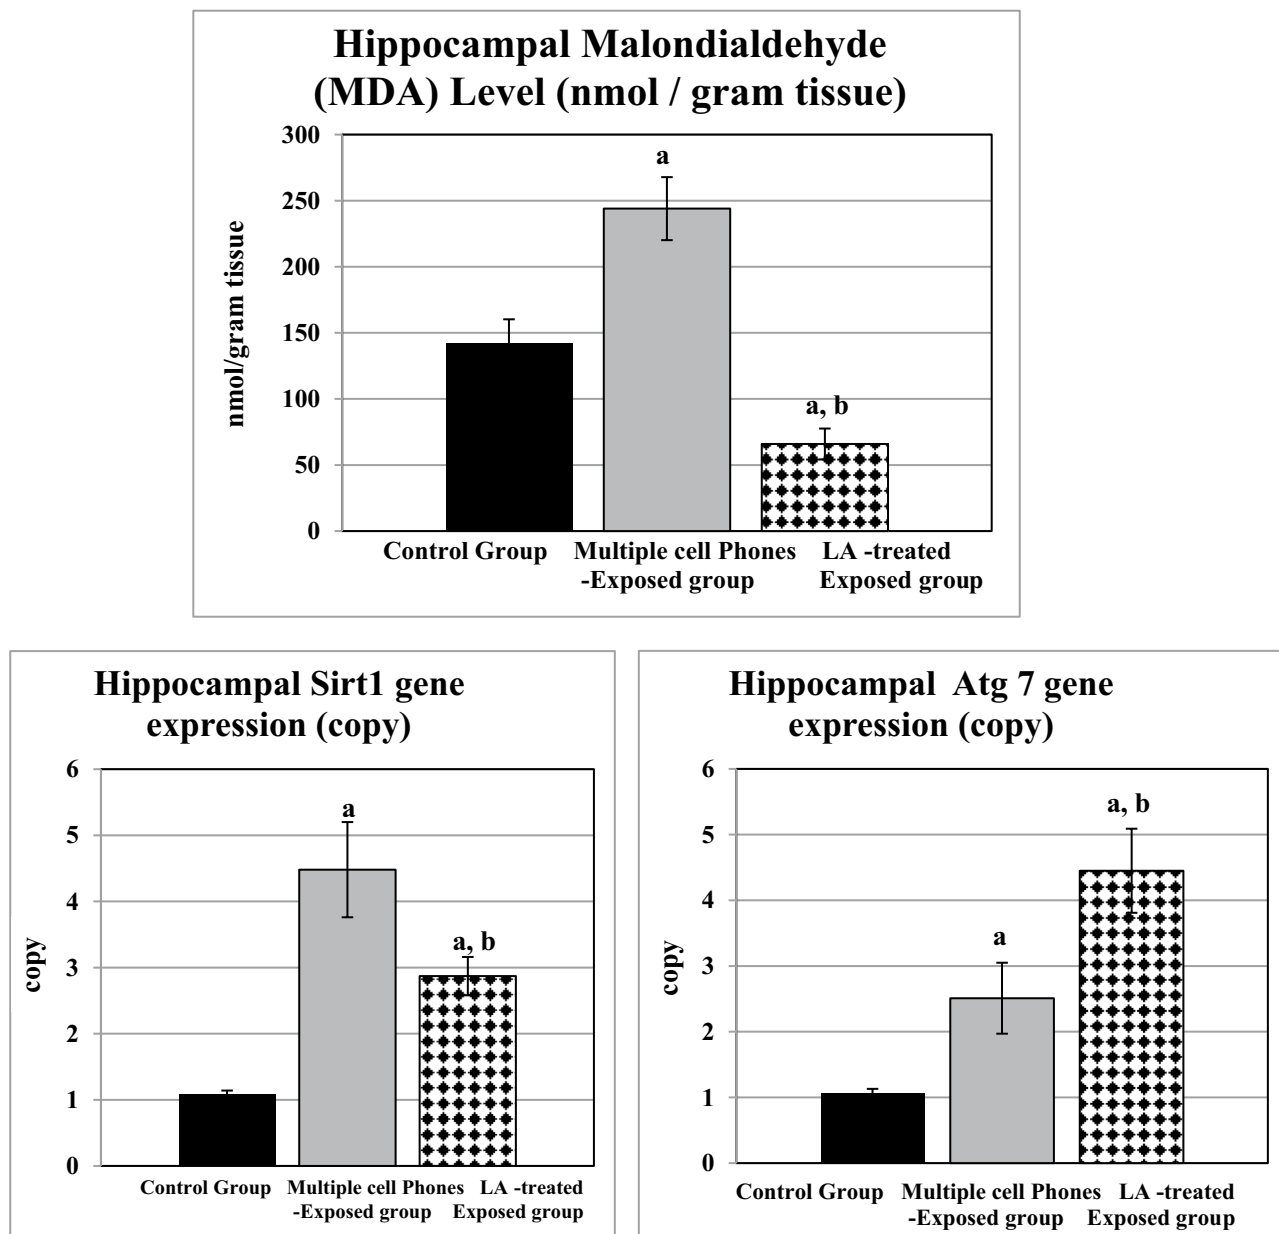 Hippocampal Malondialdehyde
(MDA) Level (nmol / gram tissue)
300
250
200
150
100
50
0
nmol/gram tissue
a
a, b
Control Group Multiple cell Phones LA -treated
-Exposed group Exposed group
Hippocampal Sirt1 gene
expression (copy)
6
5
4
3
2
1
0
copy
a
a, b
Control Group Multiple cell Phones LA -treated
-Exposed group Exposed group
Hippocampal Atg 7 gene
expression (copy)
6
5
4
3
2
1
0
copy
a
a, b
Control Group Multiple cell Phones LA -treated
-Exposed group Exposed group